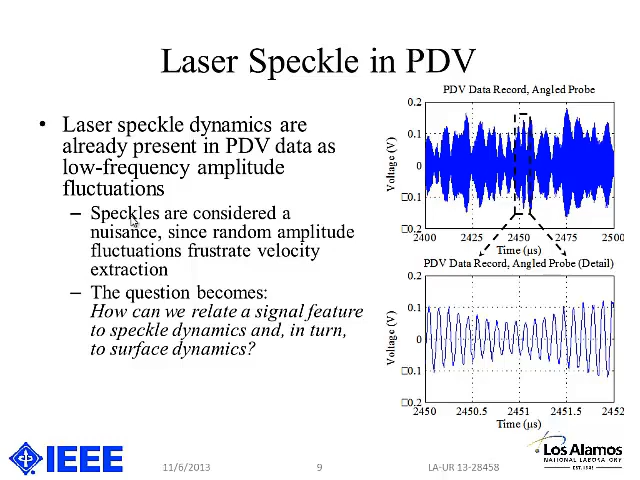 Laser Speckle in PDV
• Laser speckle dynamics are
already present in PDV data as
low-frequency amplitude
fluctuations
– Speckles are considered a
nuisance, since random amplitude
fluctuations frustrate velocity
extraction
– The question becomes:
How can we relate a signal feature
to speckle dynamics and, in turn,
to surface dynamics?
PDV Data Record, Angled Probe
Voltage (V)
0.2
0.1
0
□0.1
□0.2
2400 2425 2450 2475 2500
Time (μs)
PDV Data Record, Angled Probe (Detail)
Voltage (V)
0.2
0.1
0
□0.1
□0.2
2450 2450.5 2451 2451.5 2452
Time (μs)
IEEE
11/6/2013
9
LA-UR 13-28458
Los Alamos
NATIONAL LABORATORY
EST. 1943